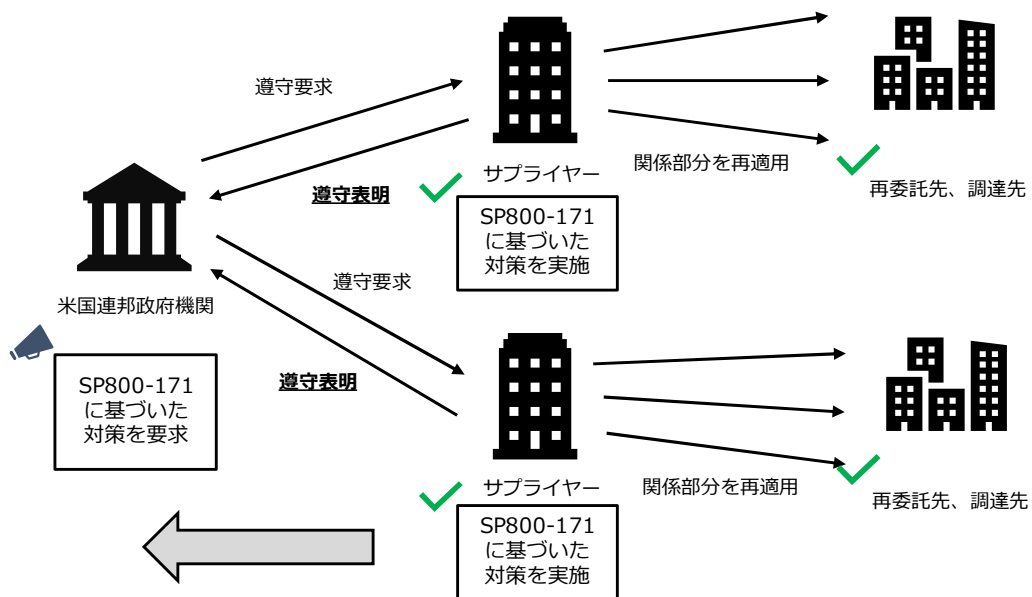 遵守要求
サプライヤー
関係部分を再適用
再委託先、調達先
遵守表明
SP800-171
に基づいた
対策を実施
米国連邦政府機関
遵守要求
SP800-171
に基づいた
対策を要求
遵守表明
サプライヤー
関係部分を再適用
再委託先、調達先
SP800-171
に基づいた
対策を実施